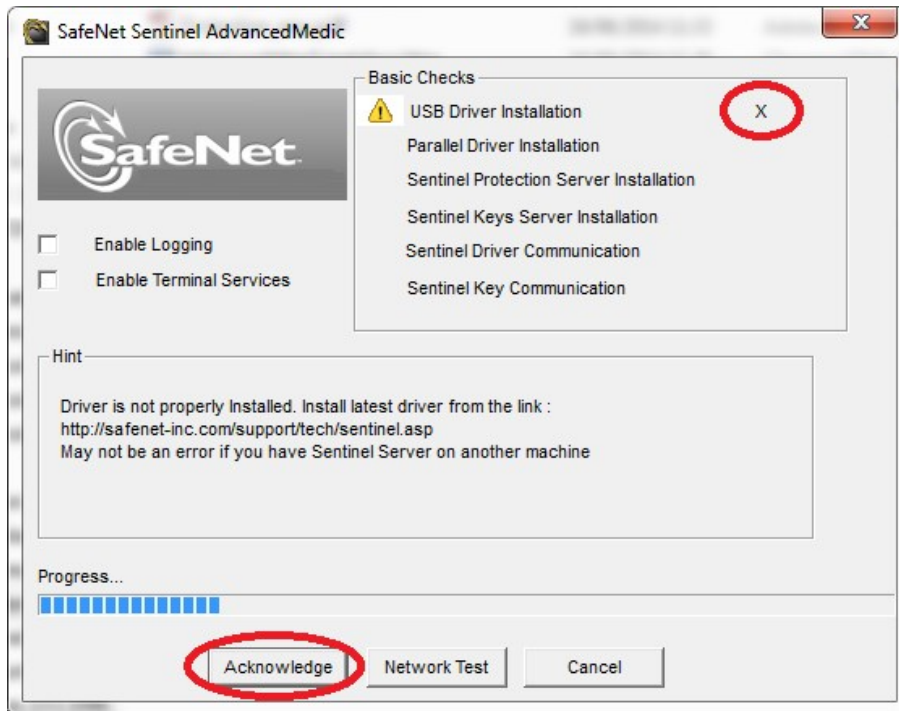 SafeNet Sentinel AdvancedMedic
Basic Checks
USB Driver Installation X
Parallel Driver Installation
Sentinel Protection Server Installation
Sentinel Keys Server Installation
Sentinel Driver Communication
Sentinel Key Communication
SafeNet.
Enable Logging
Enable Terminal Services
Hint
Driver is not properly Installed. Install latest driver from the link :
http://safenet-inc.com/support/tech/sentinel.asp
May not be an error if you have Sentinel Server on another machine
Progress...
Acknowledge Network Test Cancel